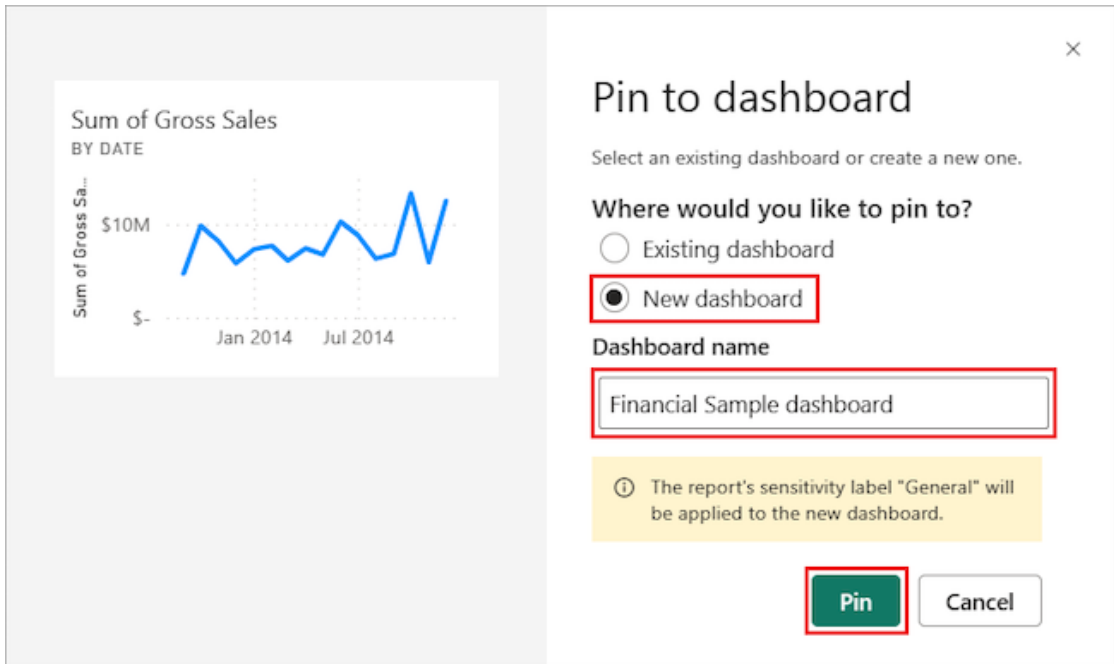 Sum of Gross Sales
BY DATE
Sum of Gross Sa...
$10M
$-
Jan 2014 Jul 2014
Pin to dashboard
Select an existing dashboard or create a new one.
Where would you like to pin to?
Existing dashboard
New dashboard
Dashboard name
Financial Sample dashboard
The report's sensitivity label "General" will
be applied to the new dashboard.
Pin Cancel